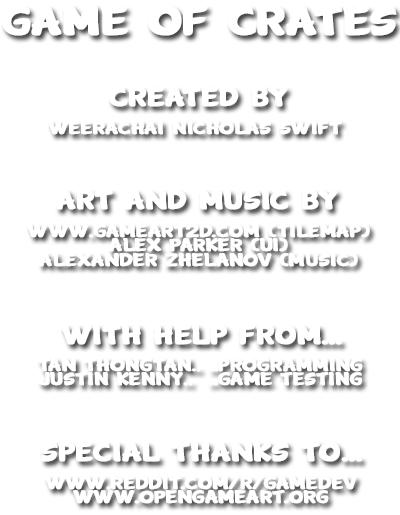 GAME OF CRATES
CREATED BY
WEERACHAI NICHOLAS SWIFT
ART AND MUSIC BY
WWW.GAMEART2D.COM (TILEMAP)
ALEX PARKER (UI)
ALEXANDER ZHELANOV (MUSIC)
WITH HELP FROM...
TAN THONGTAN.. ..PROGRAMMING
JUSTIN KENNY.. ..GAME TESTING
SPECIAL THANKS TO...
WWW.REDDIT.COM/R/GAMEDEV
WWW.OPENGAMEART.ORG